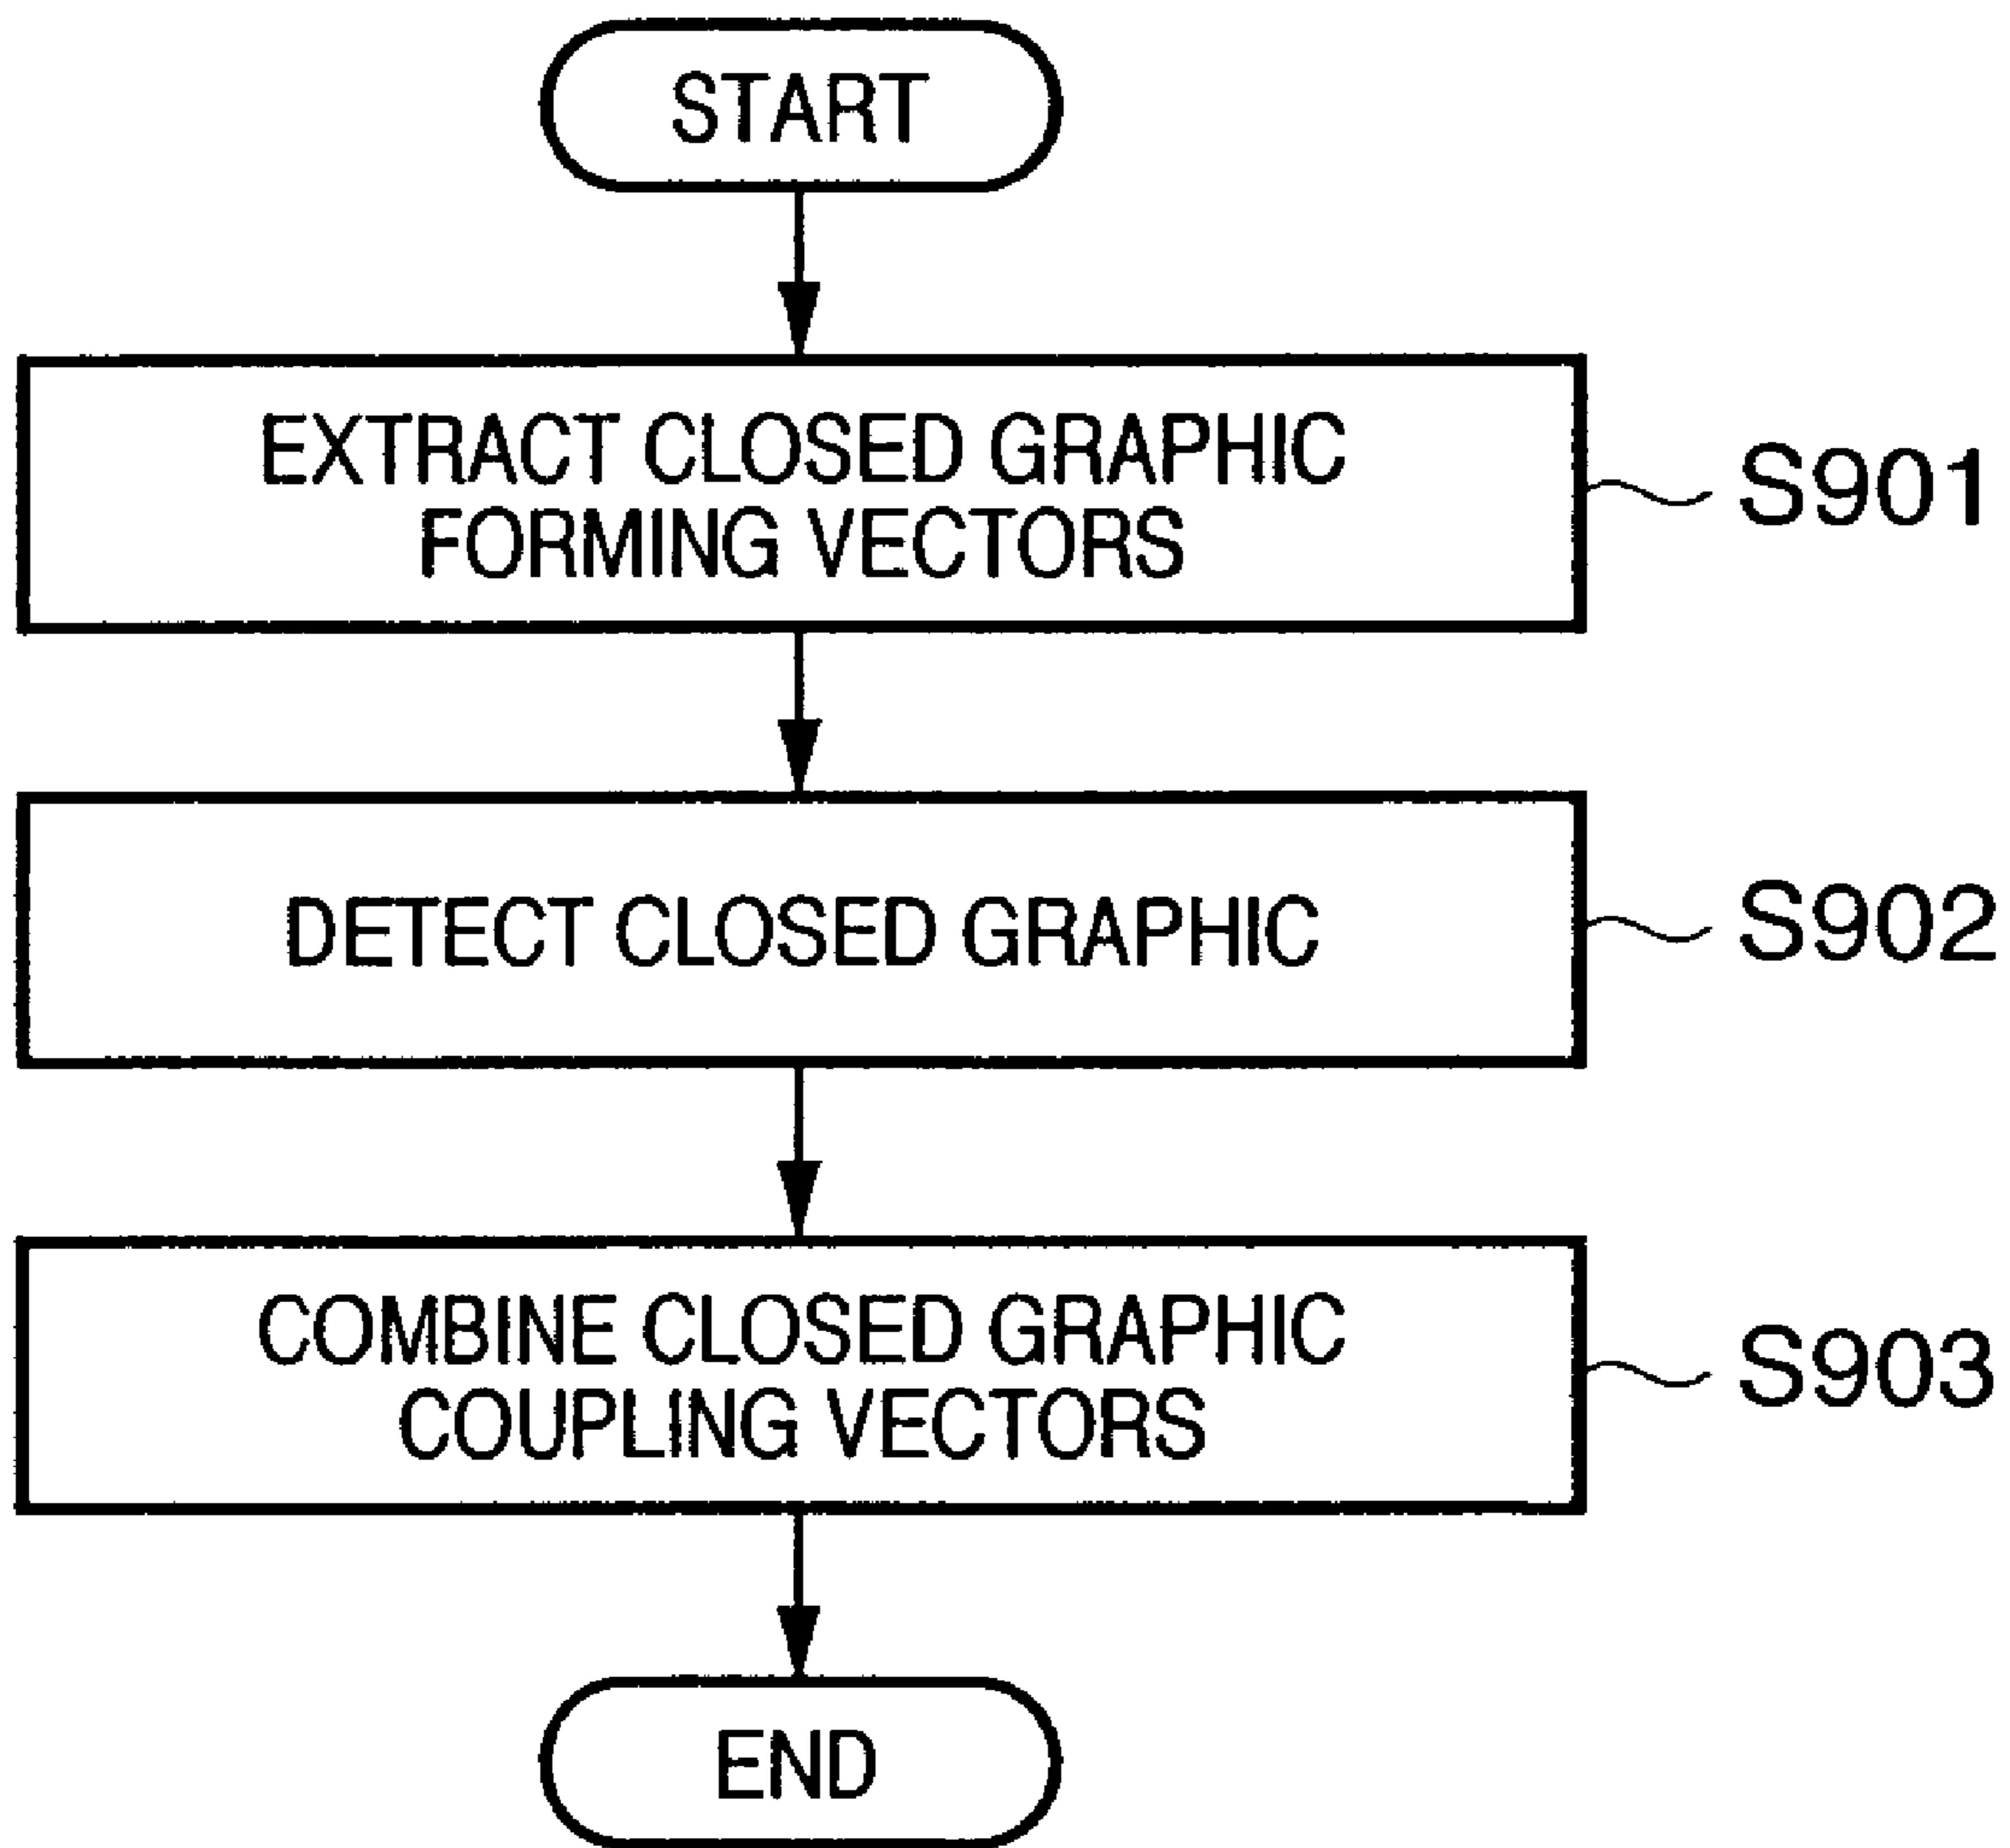 START
EXTRACT CLOSED GRAPHIC
FORMING VECTORS
S901
DETECT CLOSED GRAPHIC
S902
COMBINE CLOSED GRAPHIC
COUPLING VECTORS
S903
END